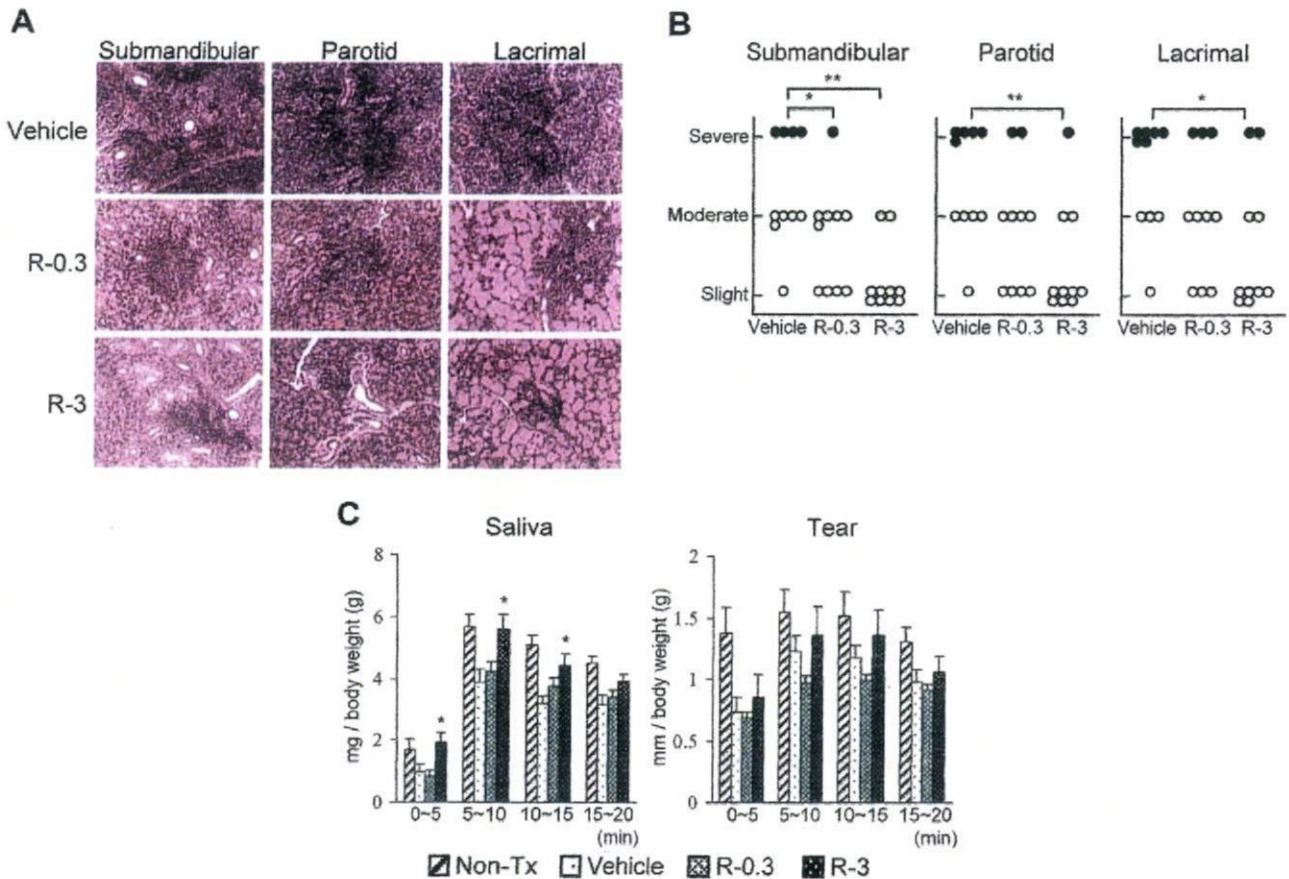 A
Submandibular Parotid Lacrimal
Vehicle
R-0.3
R-3
B
Submandibular Parotid Lacrimal
** ** *
*
Severe
Moderate
Slight
Vehicle R-0.3 R-3 Vehicle R-0.3 R-3 Vehicle R-0.3 R-3
C
Saliva Tear
mg / body weight (g)
8
6
4
2
0
* * *
0~5 5~10 10~15 15~20
(min)
mm / body weight (g)
2
1.5
1
0.5
0
0~5 5~10 10~15 15~20
(min)
Non-Tx Vehicle R-0.3 R-3